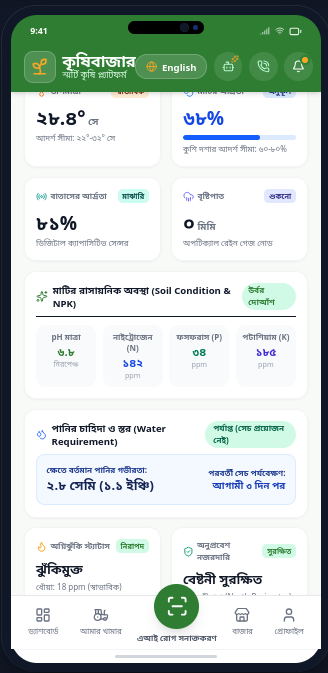 9:41
কৃষিবাজার
স্মার্ট কৃষি প্ল্যাটফর্ম
English
২৮.৪° সে
আদর্শ সীমা: ২২°-৩২° সে
৬৮%
কুশি দশার আদর্শ সীমা: ৬০-৮০%
বাতাসের আর্দ্রতা
মাঝারি
৮১%
ডিজিটাল ক্যাপাসিটিভ সেন্সর
বৃষ্টিপাত
শুকনো
০ মিমি
অপটিক্যাল রেইন গেজ নোড
মাটির রাসায়নিক অবস্থা (Soil Condition &
NPK)
উর্বর
দোআঁশ
pH মাত্রা
৬.৮
নিরপেক্ষ
নাইট্রোজেন
(N)
১৪২
ppm
ফসফরাস (P)
৩৪
ppm
পটাশিয়াম (K)
১৮৫
ppm
পানির চাহিদা ও স্তর (Water
Requirement)
পর্যাপ্ত (সেচ প্রয়োজন
নেই)
ক্ষেতে বর্তমান পানির গভীরতা:
২.৮ সেমি (১.১ ইঞ্চি)
পরবর্তী সেচ পর্যবেক্ষণ:
আগামী ৩ দিন পর
অগ্নিঝুঁকি স্ট্যাটাস
নিরাপদ
ঝুঁকিমুক্ত
ধোঁয়া: 18 ppm (স্বাভাবিক)
অনুপ্রবেশ
নজরদারি
সুরক্ষিত
বেষ্টনী সুরক্ষিত
ড্যাশবোর্ড
আমার খামার
এআই রোগ সনাক্তকরণ
বাজার
প্রোফাইল